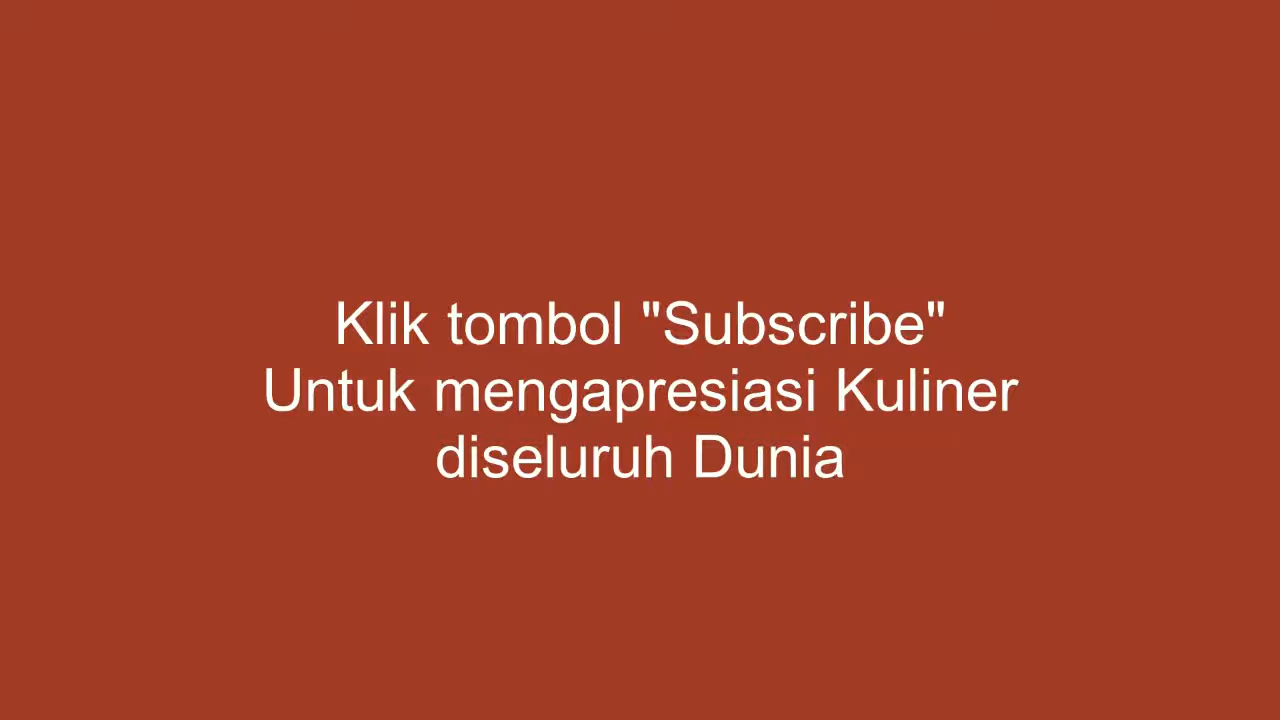 Klik tombol "Subscribe"
Untuk mengapresiasi Kuliner
diseluruh Dunia